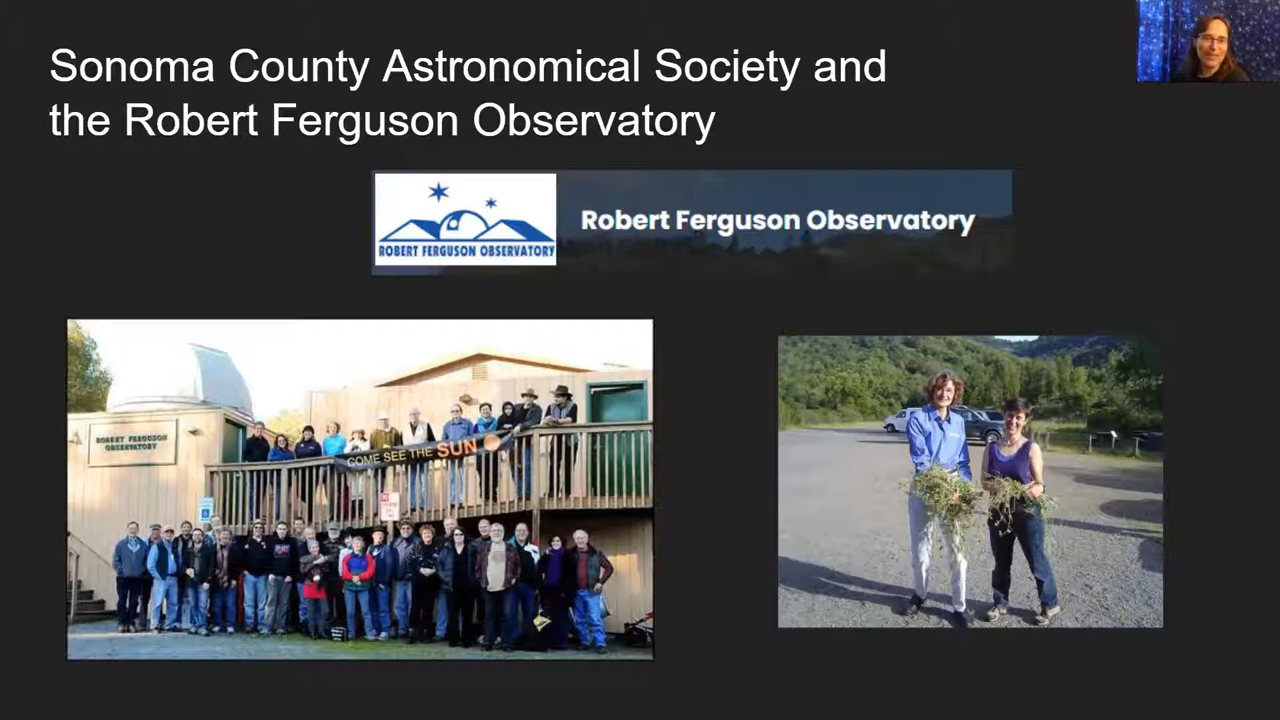 Sonoma County Astronomical Society and
the Robert Ferguson Observatory
ROBERT FERGUSON OBSERVATORY
Robert Ferguson Observatory
ROBERT FERGUSON
OBSERVATORY
COME SEE THE SUN